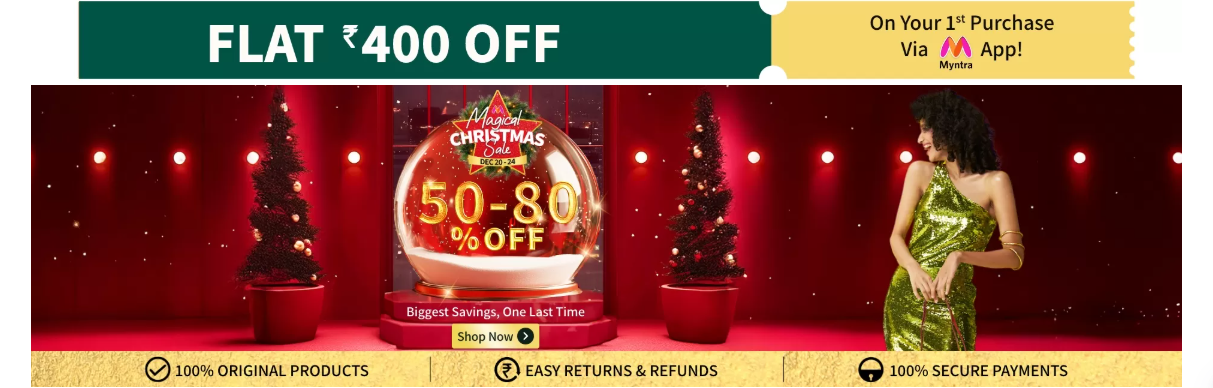 FLAT ₹400 OFF
On Your 1st Purchase
Via Myntra App!
Magical
CHRISTMAS
Sale
DEC 20 - 24
50-80
%OFF
Biggest Savings, One Last Time
Shop Now
100% ORIGINAL PRODUCTS
EASY RETURNS & REFUNDS
100% SECURE PAYMENTS